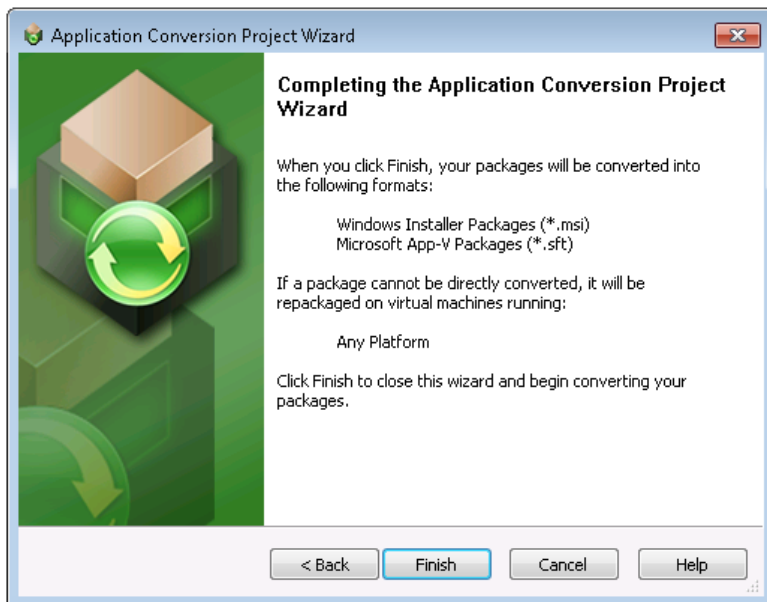 Application Conversion Project Wizard
Completing the Application Conversion Project
Wizard
When you click Finish, your packages will be converted into
the following formats:
Windows Installer Packages (*.msi)
Microsoft App-V Packages (*.sft)
If a package cannot be directly converted, it will be
repackaged on virtual machines running:
Any Platform
Click Finish to close this wizard and begin converting your
packages.
< Back Finish Cancel Help